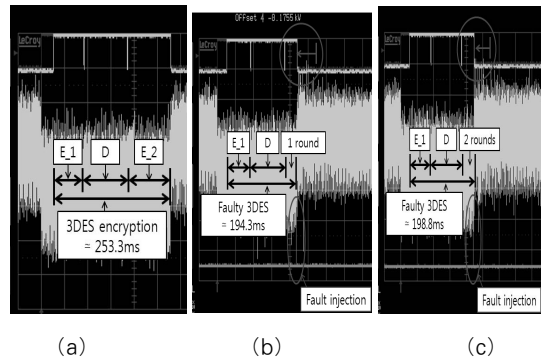 LeCroy
E_1
D
E_2
3DES encryption
= 253.3ms
(a)
OFFset 4 = -0.1755 kV
LeCroy
E_1
D
1 round
Faulty 3DES
= 194.3ms
Fault injection
(b)
LeCroy
E_1
D
2 rounds
Faulty 3DES
= 198.8ms
Fault injection
(c)